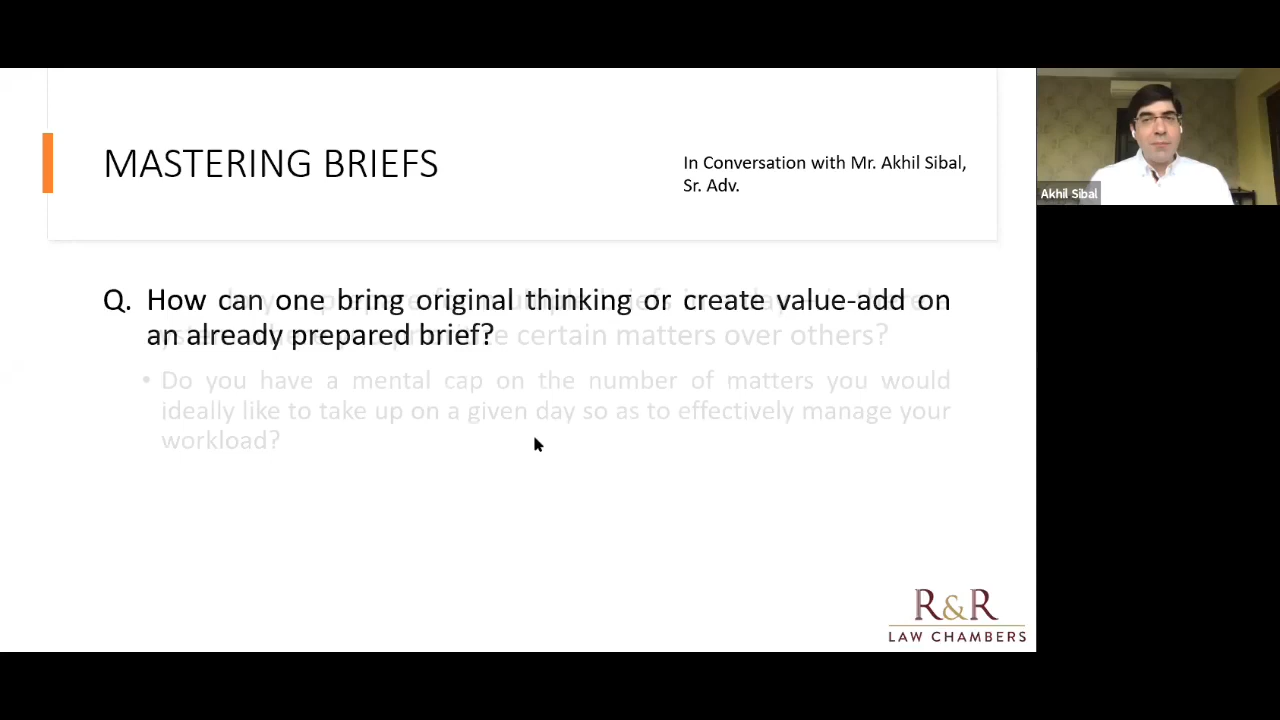 MASTERING BRIEFS
In Conversation with Mr. Akhil Sibal,
Sr. Adv.
Akhil Sibal
Q. How can one bring original thinking or create value-add on
an already prepared brief?
certain matters over others?
• Do you have a mental cap on the number of matters you would
ideally like to take up on a given day so as to effectively manage your
workload?
R&R
LAW CHAMBERS